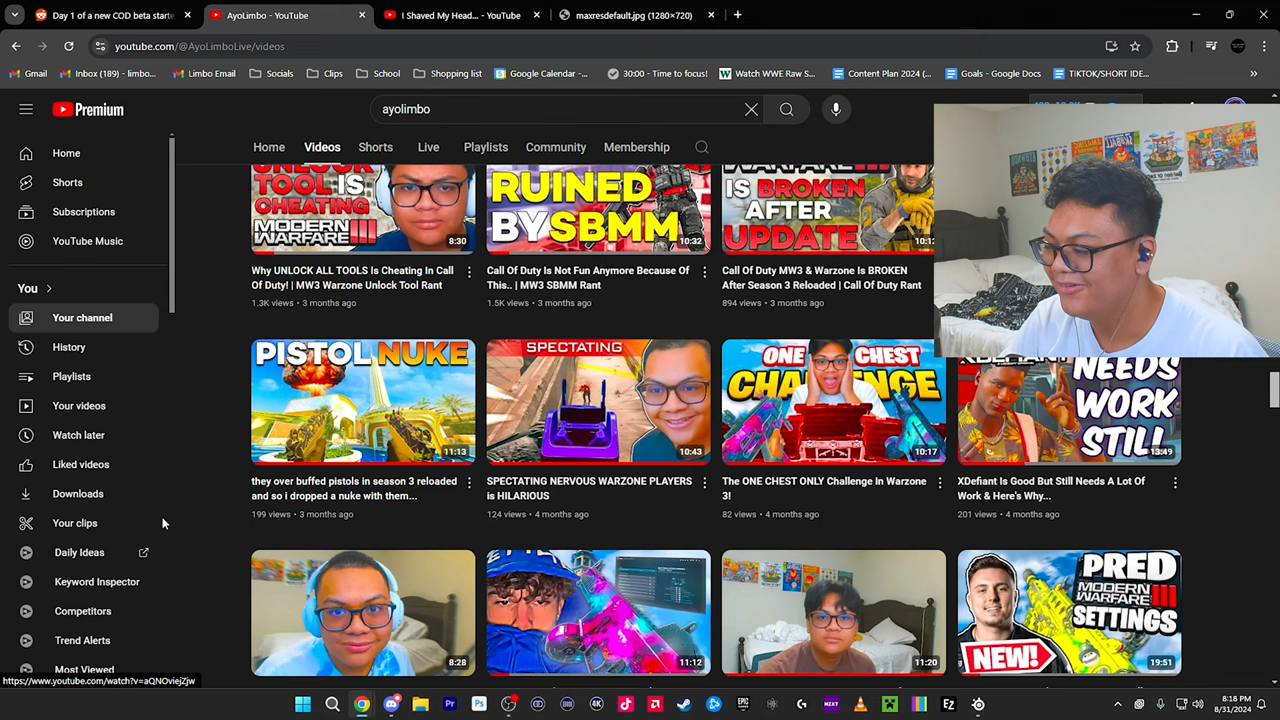 Day 1 of a new COD beta starte
AyoLimbo - YouTube
I Shaved My Head... - YouTube
maxresdefault.jpg (1280×720)
youtube.com/@AyoLimboLive/videos
Gmail
Inbox (189) - limbo...
Limbo Email
Socials
Clips
School
Shopping list
Google Calendar -...
30:00 - Time to focus!
Watch WWE Raw S...
Content Plan 2024 (...
Goals - Google Docs
TIKTOK/SHORT IDE...
Premium
ayolimbo
Home
Videos
Shorts
Live
Playlists
Community
Membership
Home
Shorts
Subscriptions
YouTube Music
You
Your channel
History
Playlists
Your videos
Watch later
Liked videos
Downloads
Your clips
Daily Ideas
Keyword Inspector
Competitors
Trend Alerts
Most Viewed
UNLOCK
TOOL IS
CHEATING
MODERN
WARFARE III
8:30
RUINED
BY SBMM
10:32
WARFARE III
IS BROKEN
AFTER
UPDATE
10:12
Why UNLOCK ALL TOOLS Is Cheating In Call
Of Duty! | MW3 Warzone Unlock Tool Rant
1.3K views • 3 months ago
Call Of Duty Is Not Fun Anymore Because Of
This.. | MW3 SBMM Rant
1.5K views • 3 months ago
Call Of Duty MW3 & Warzone Is BROKEN
After Season 3 Reloaded | Call Of Duty Rant
894 views • 3 months ago
PISTOL NUKE
11:13
SPECTATING
10:43
ONE CHEST
CHALLENGE
10:17
XDEFIANT
NEEDS
WORK
STILL
13:49
they over buffed pistols in season 3 reloaded
and so i dropped a nuke with them...
199 views • 3 months ago
SPECTATING NERVOUS WARZONE PLAYERS
is HILARIOUS
124 views • 4 months ago
The ONE CHEST ONLY Challenge In Warzone
3!
82 views • 4 months ago
XDefiant Is Good But Still Needs A Lot Of
Work & Here's Why...
201 views • 4 months ago
8:28
11:12
11:20
PRED
MODERN
WARFARE III
SETTINGS
NEW!
19:51
https://www.youtube.com/watch?v=aQNOviejZjw
8:18 PM
8/31/2024